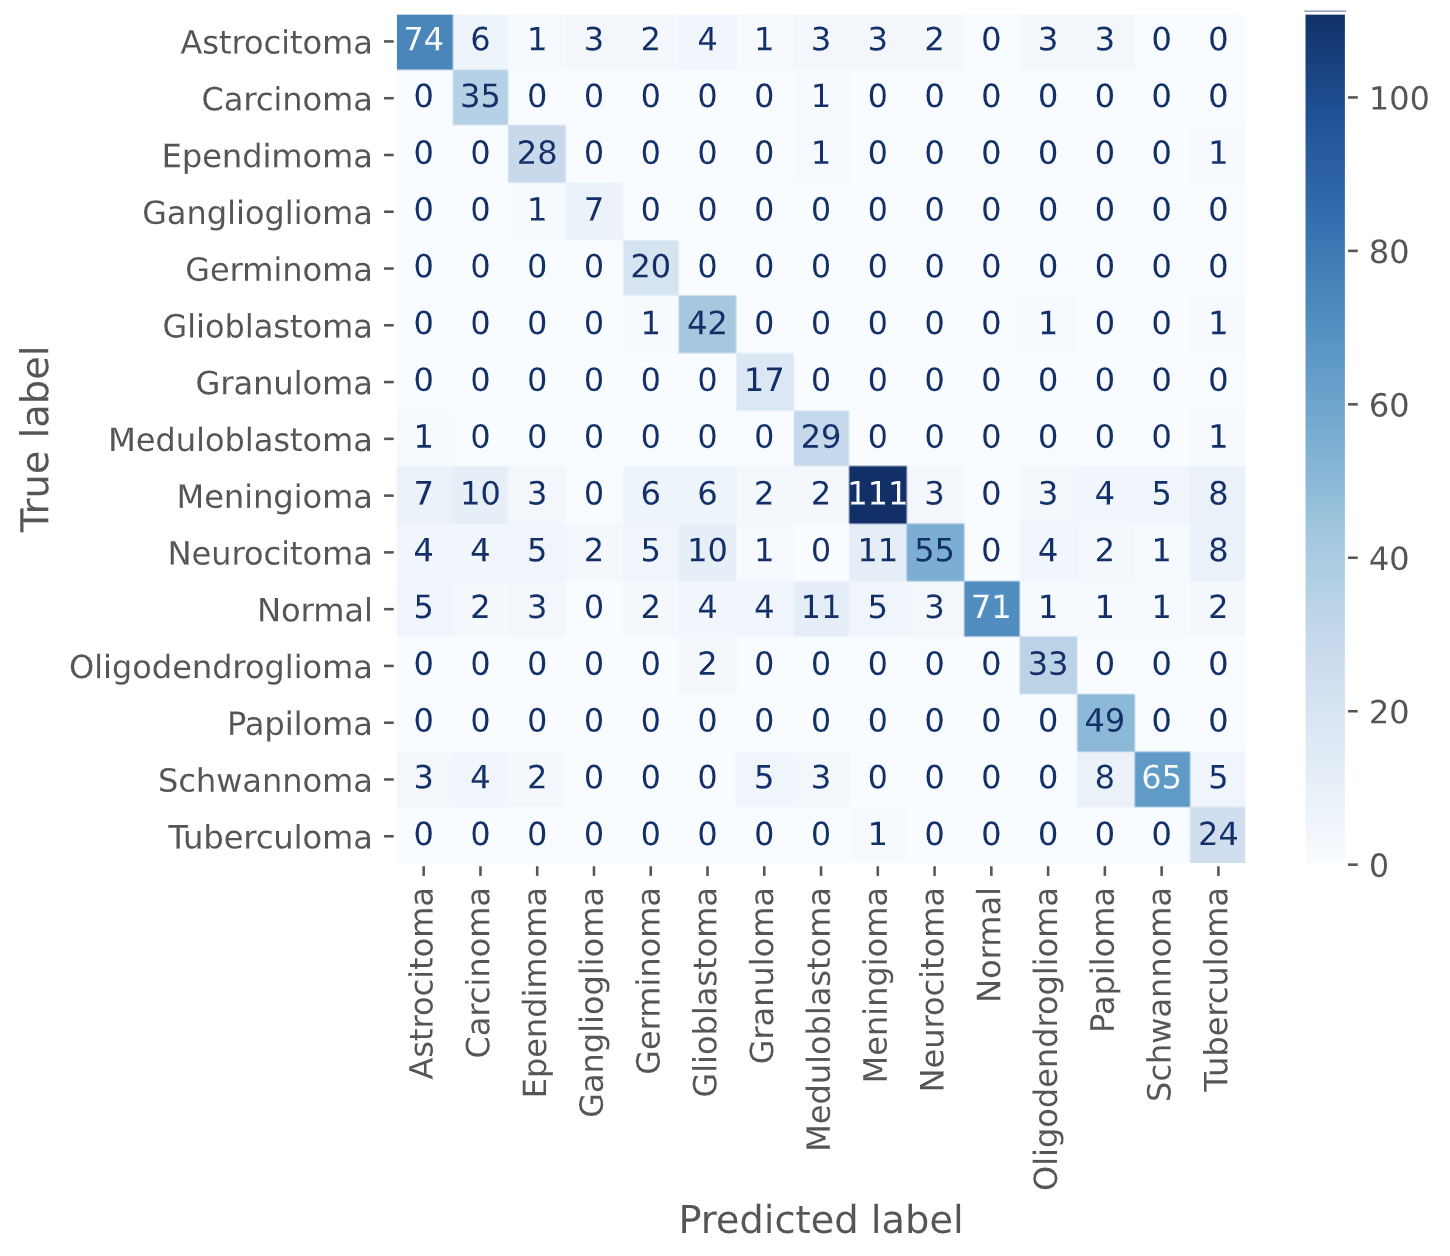 Astrocitoma 74 6 1 3 2 4 1 3 3 2 0 3 3 0 0
Carcinoma 0 35 0 0 0 0 0 1 0 0 0 0 0 0 0
Ependimoma 0 0 28 0 0 0 0 1 0 0 0 0 0 0 1
Ganglioglioma 0 0 1 7 0 0 0 0 0 0 0 0 0 0 0
Germinoma 0 0 0 0 20 0 0 0 0 0 0 0 0 0 0
Glioblastoma 0 0 0 0 1 42 0 0 0 0 0 1 0 0 1
Granuloma 0 0 0 0 0 0 17 0 0 0 0 0 0 0 0
Meduloblastoma 1 0 0 0 0 0 0 29 0 0 0 0 0 0 1
Meningioma 7 10 3 0 6 6 2 2 111 3 0 3 4 5 8
Neurocitoma 4 4 5 2 5 10 1 0 11 55 0 4 2 1 8
Normal 5 2 3 0 2 4 4 11 5 3 71 1 1 1 2
Oligodendroglioma 0 0 0 0 0 2 0 0 0 0 0 33 0 0 0
Papiloma 0 0 0 0 0 0 0 0 0 0 0 0 49 0 0
Schwannoma 3 4 2 0 0 0 5 3 0 0 0 0 8 65 5
Tuberculoma 0 0 0 0 0 0 0 0 1 0 0 0 0 0 24
True label
Astrocitoma
Carcinoma
Ependimoma
Ganglioglioma
Germinoma
Glioblastoma
Granuloma
Meduloblastoma
Meningioma
Neurocitoma
Normal
Oligodendroglioma
Papiloma
Schwannoma
Tuberculoma
Predicted label
100
80
60
40
20
0